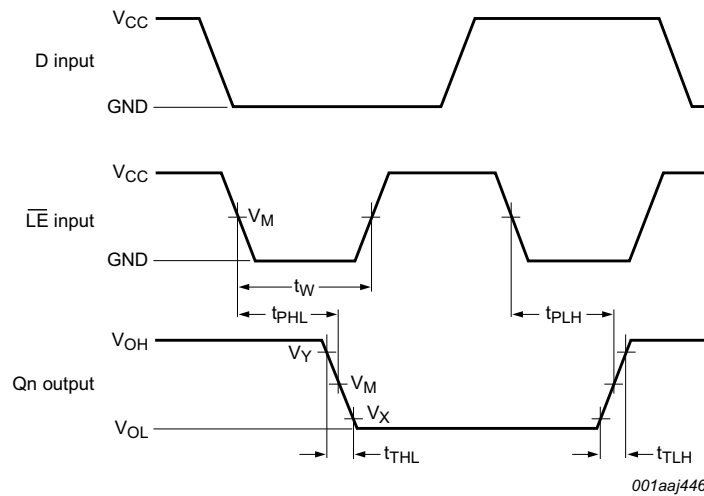 VCC
D input
GND
VCC
LE input
VM
GND
tW
tPHL
tPLH
VOH
VY
Qn output
VM
VX
VOL
tTHL
tTLH
001aaj446